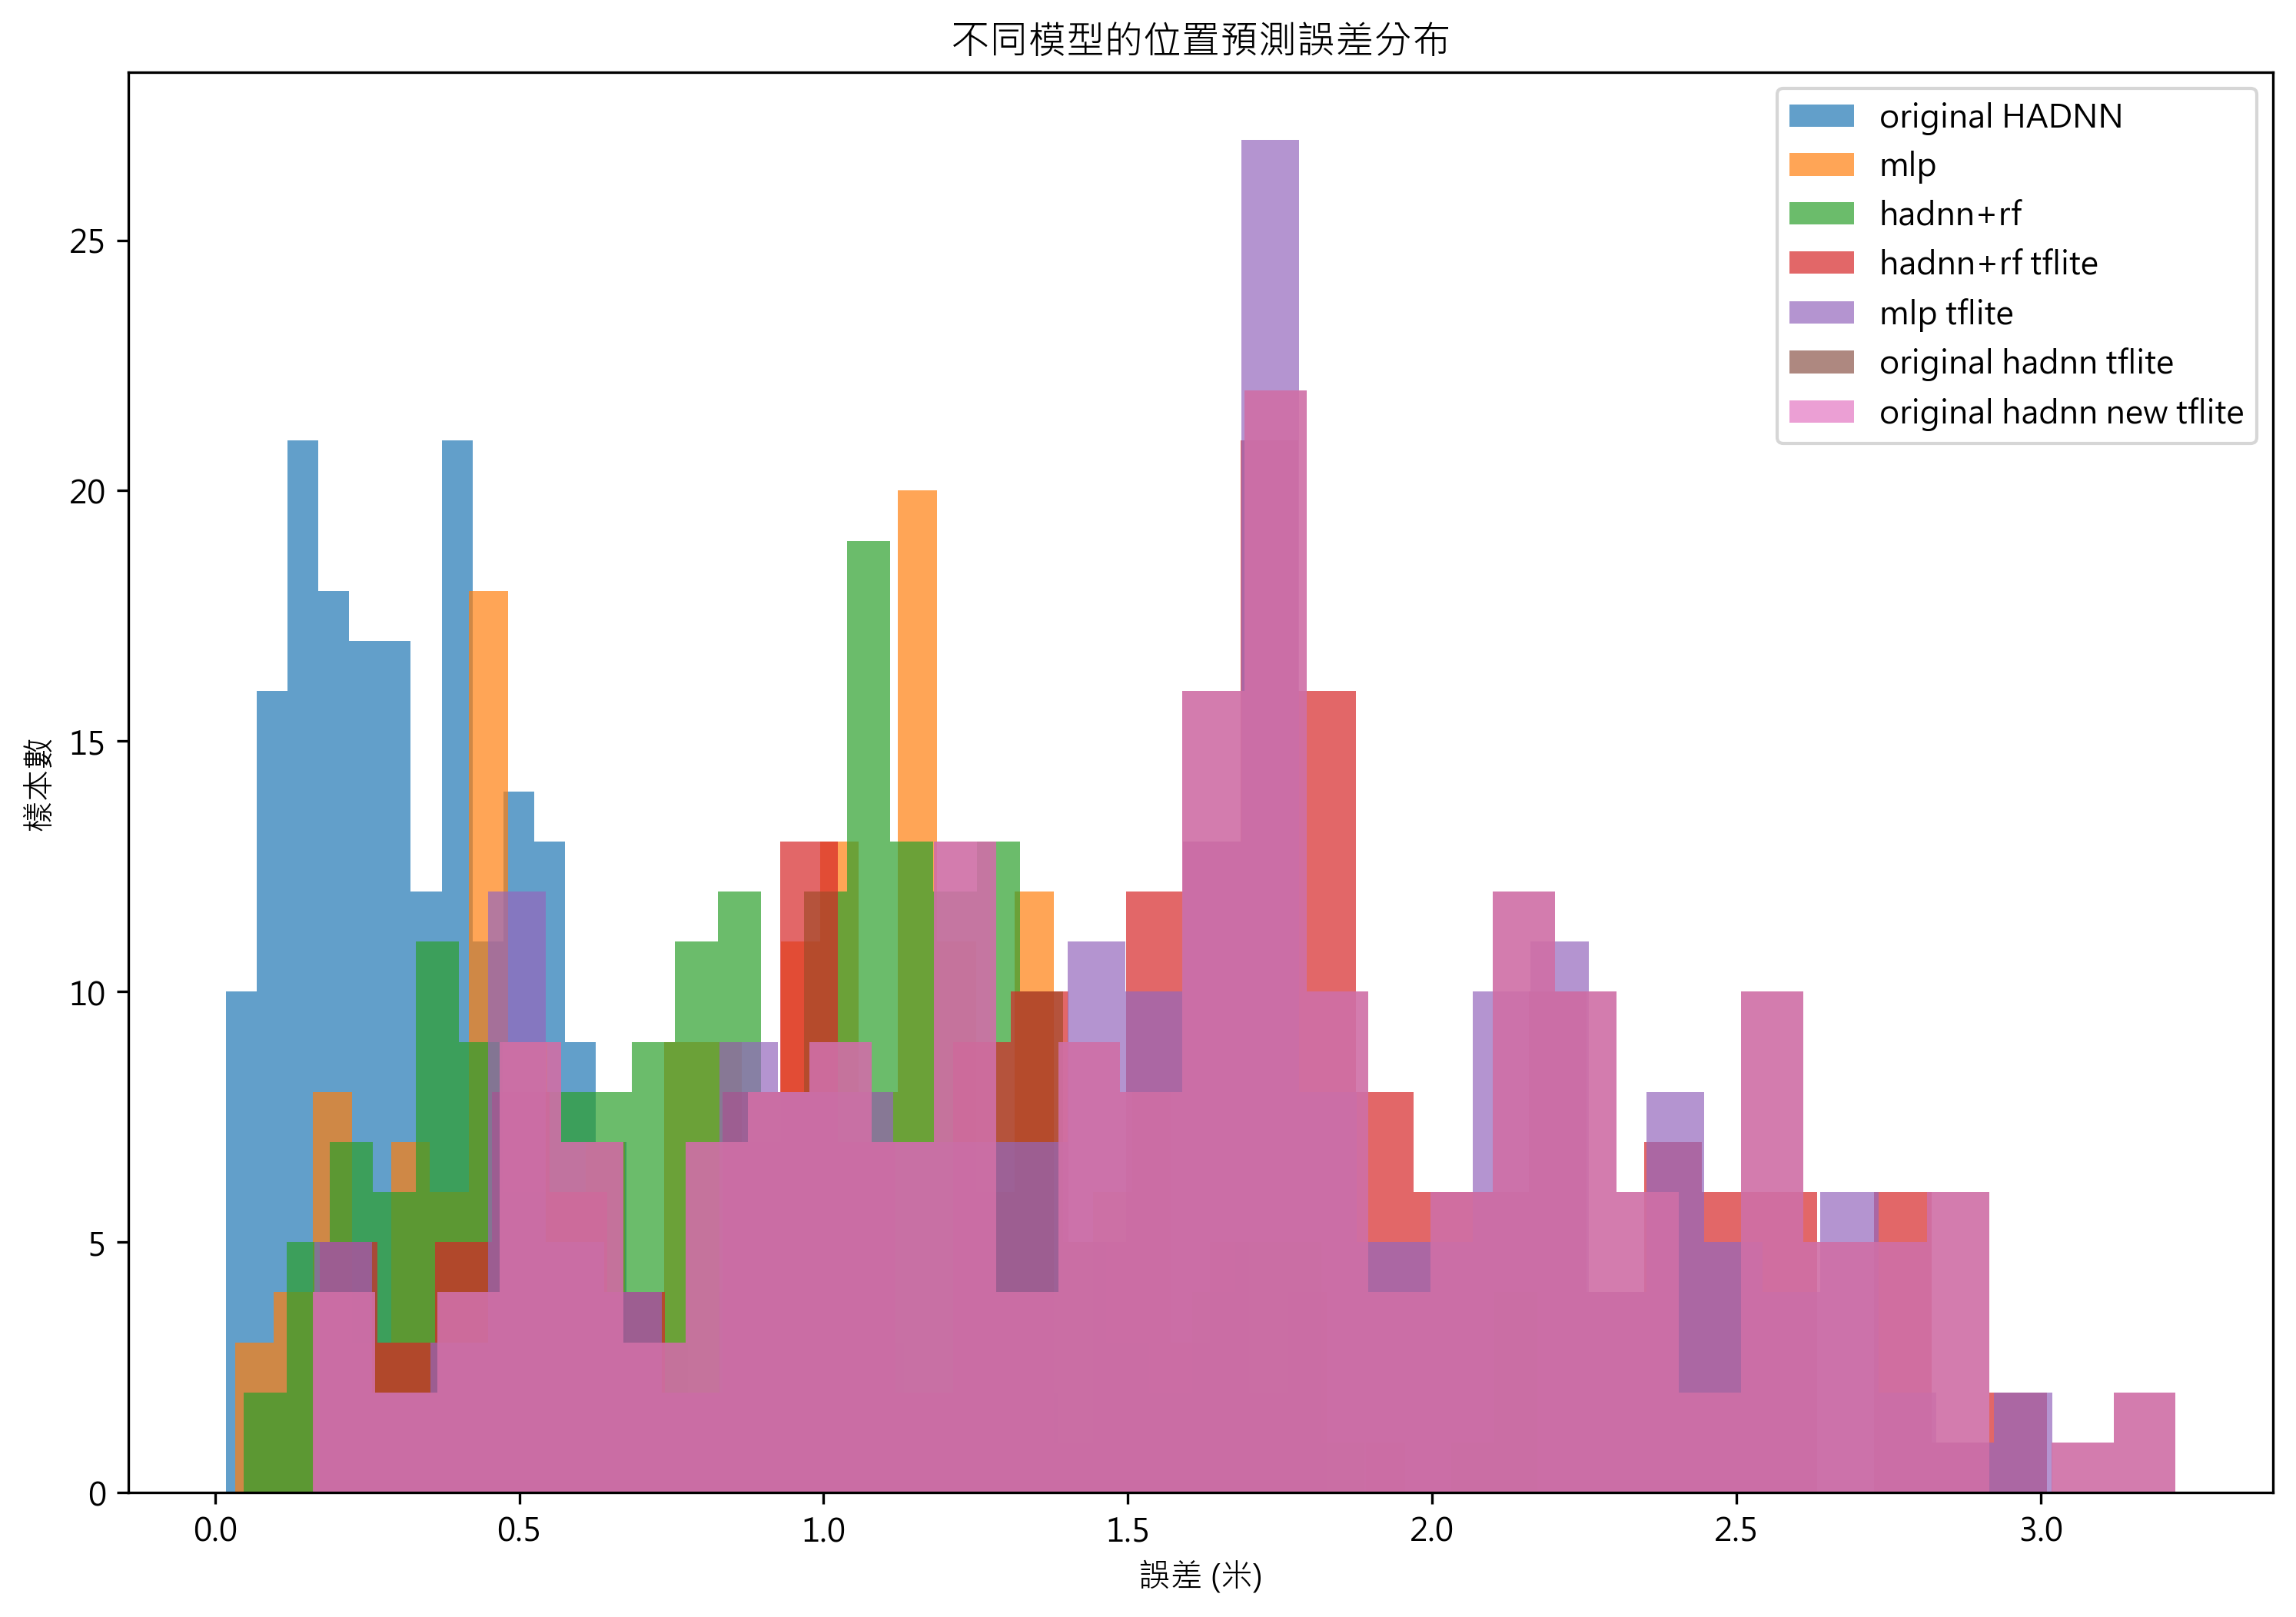 不同模型的位置預測誤差分布
original HADNN
mlp
hadnn+rf
hadnn+rf tflite
mlp tflite
original hadnn tflite
original hadnn new tflite
樣本數
25
20
15
10
5
0
0.0 0.5 1.0 1.5 2.0 2.5 3.0
誤差 (米)